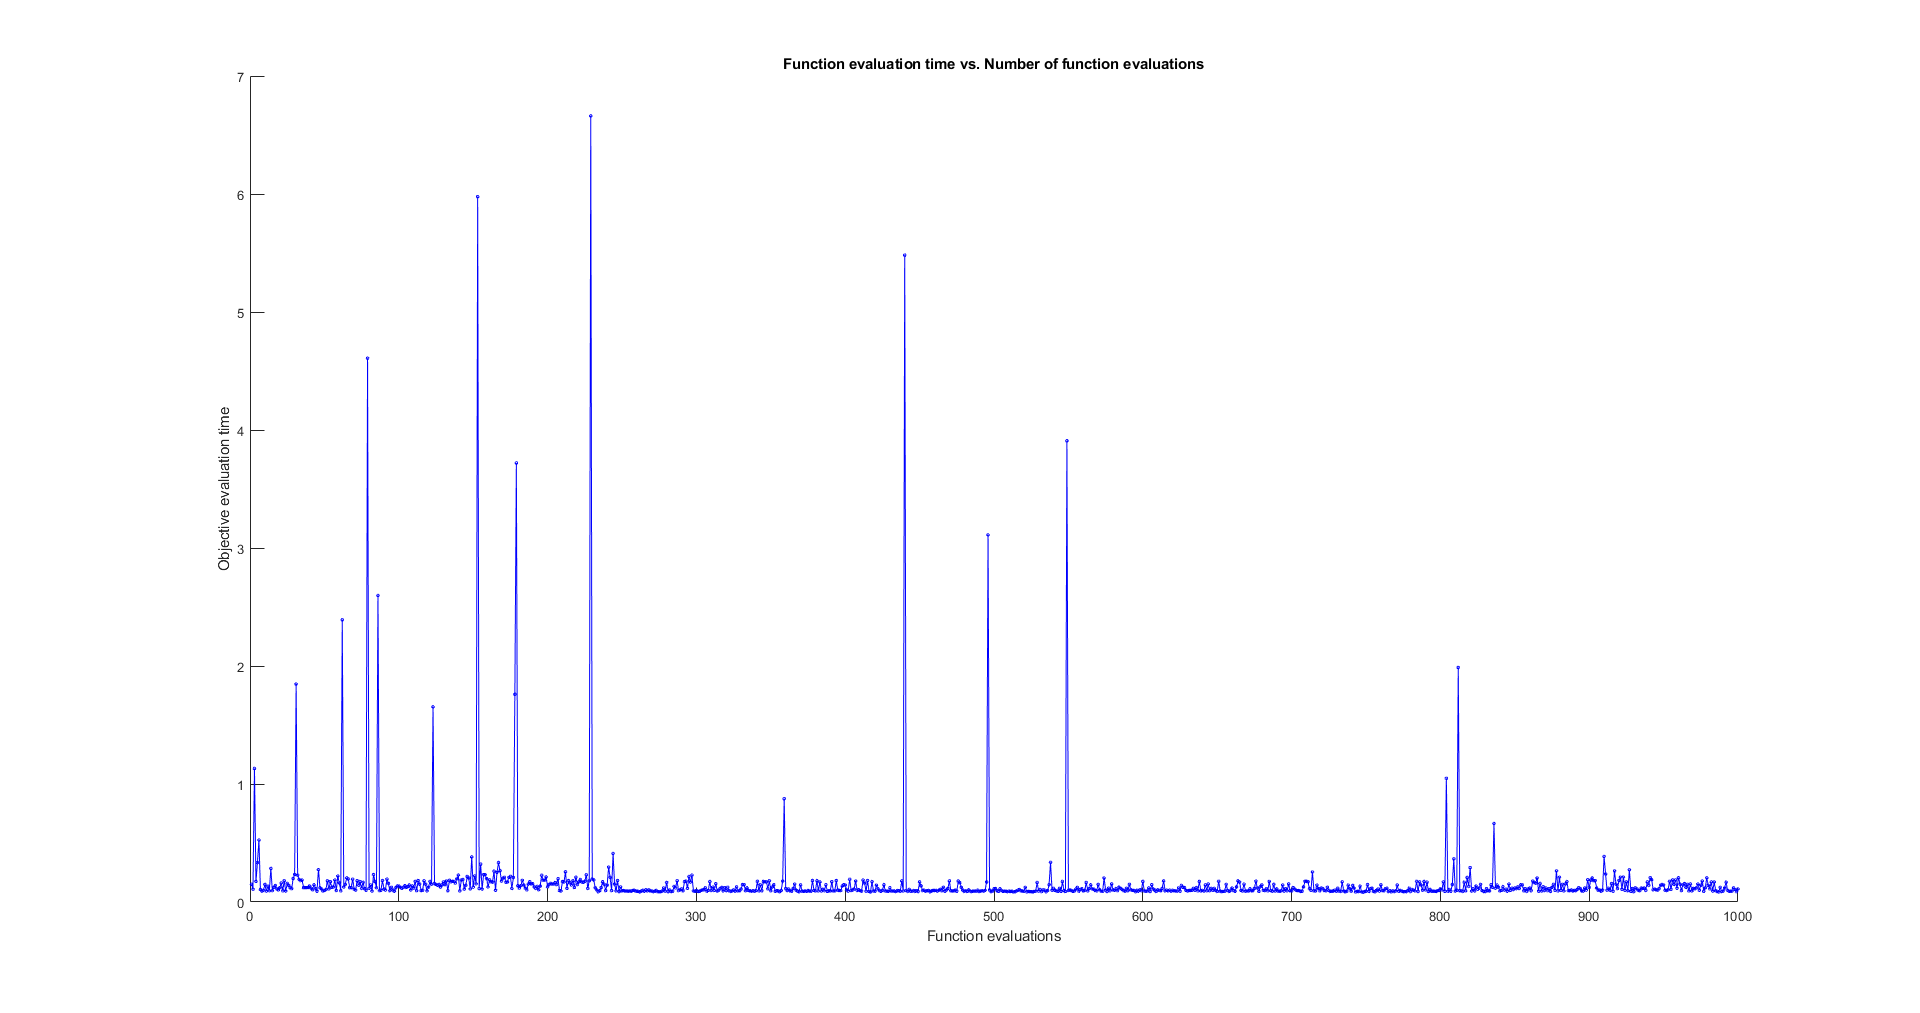 Function evaluation time vs. Number of function evaluations
7
6
5
4
3
2
1
0
Objective evaluation time
0 100 200 300 400 500 600 700 800 900 1000
Function evaluations